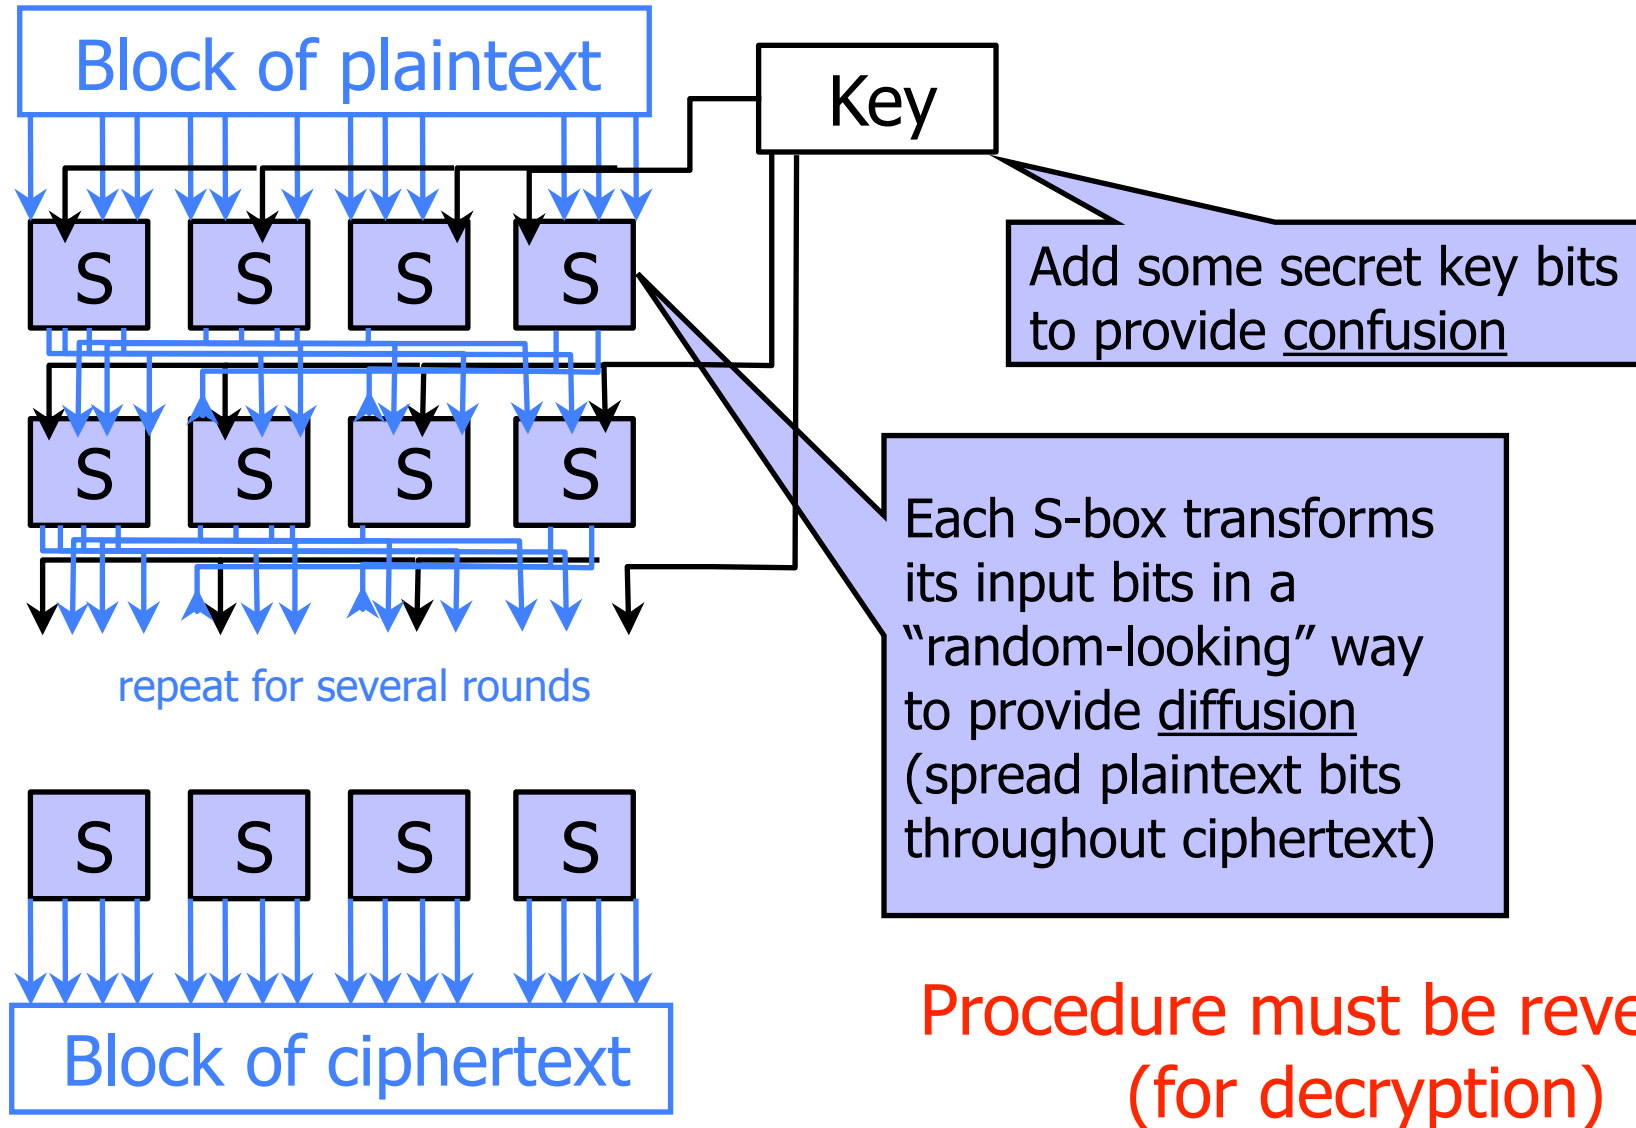 Block of plaintext
Key
S S S S
Add some secret key bits
to provide confusion
S S S S
Each S-box transforms
its input bits in a
“random-looking” way
to provide diffusion
(spread plaintext bits
throughout ciphertext)
repeat for several rounds
S S S S
Block of ciphertext
Procedure must be
(for decryption)